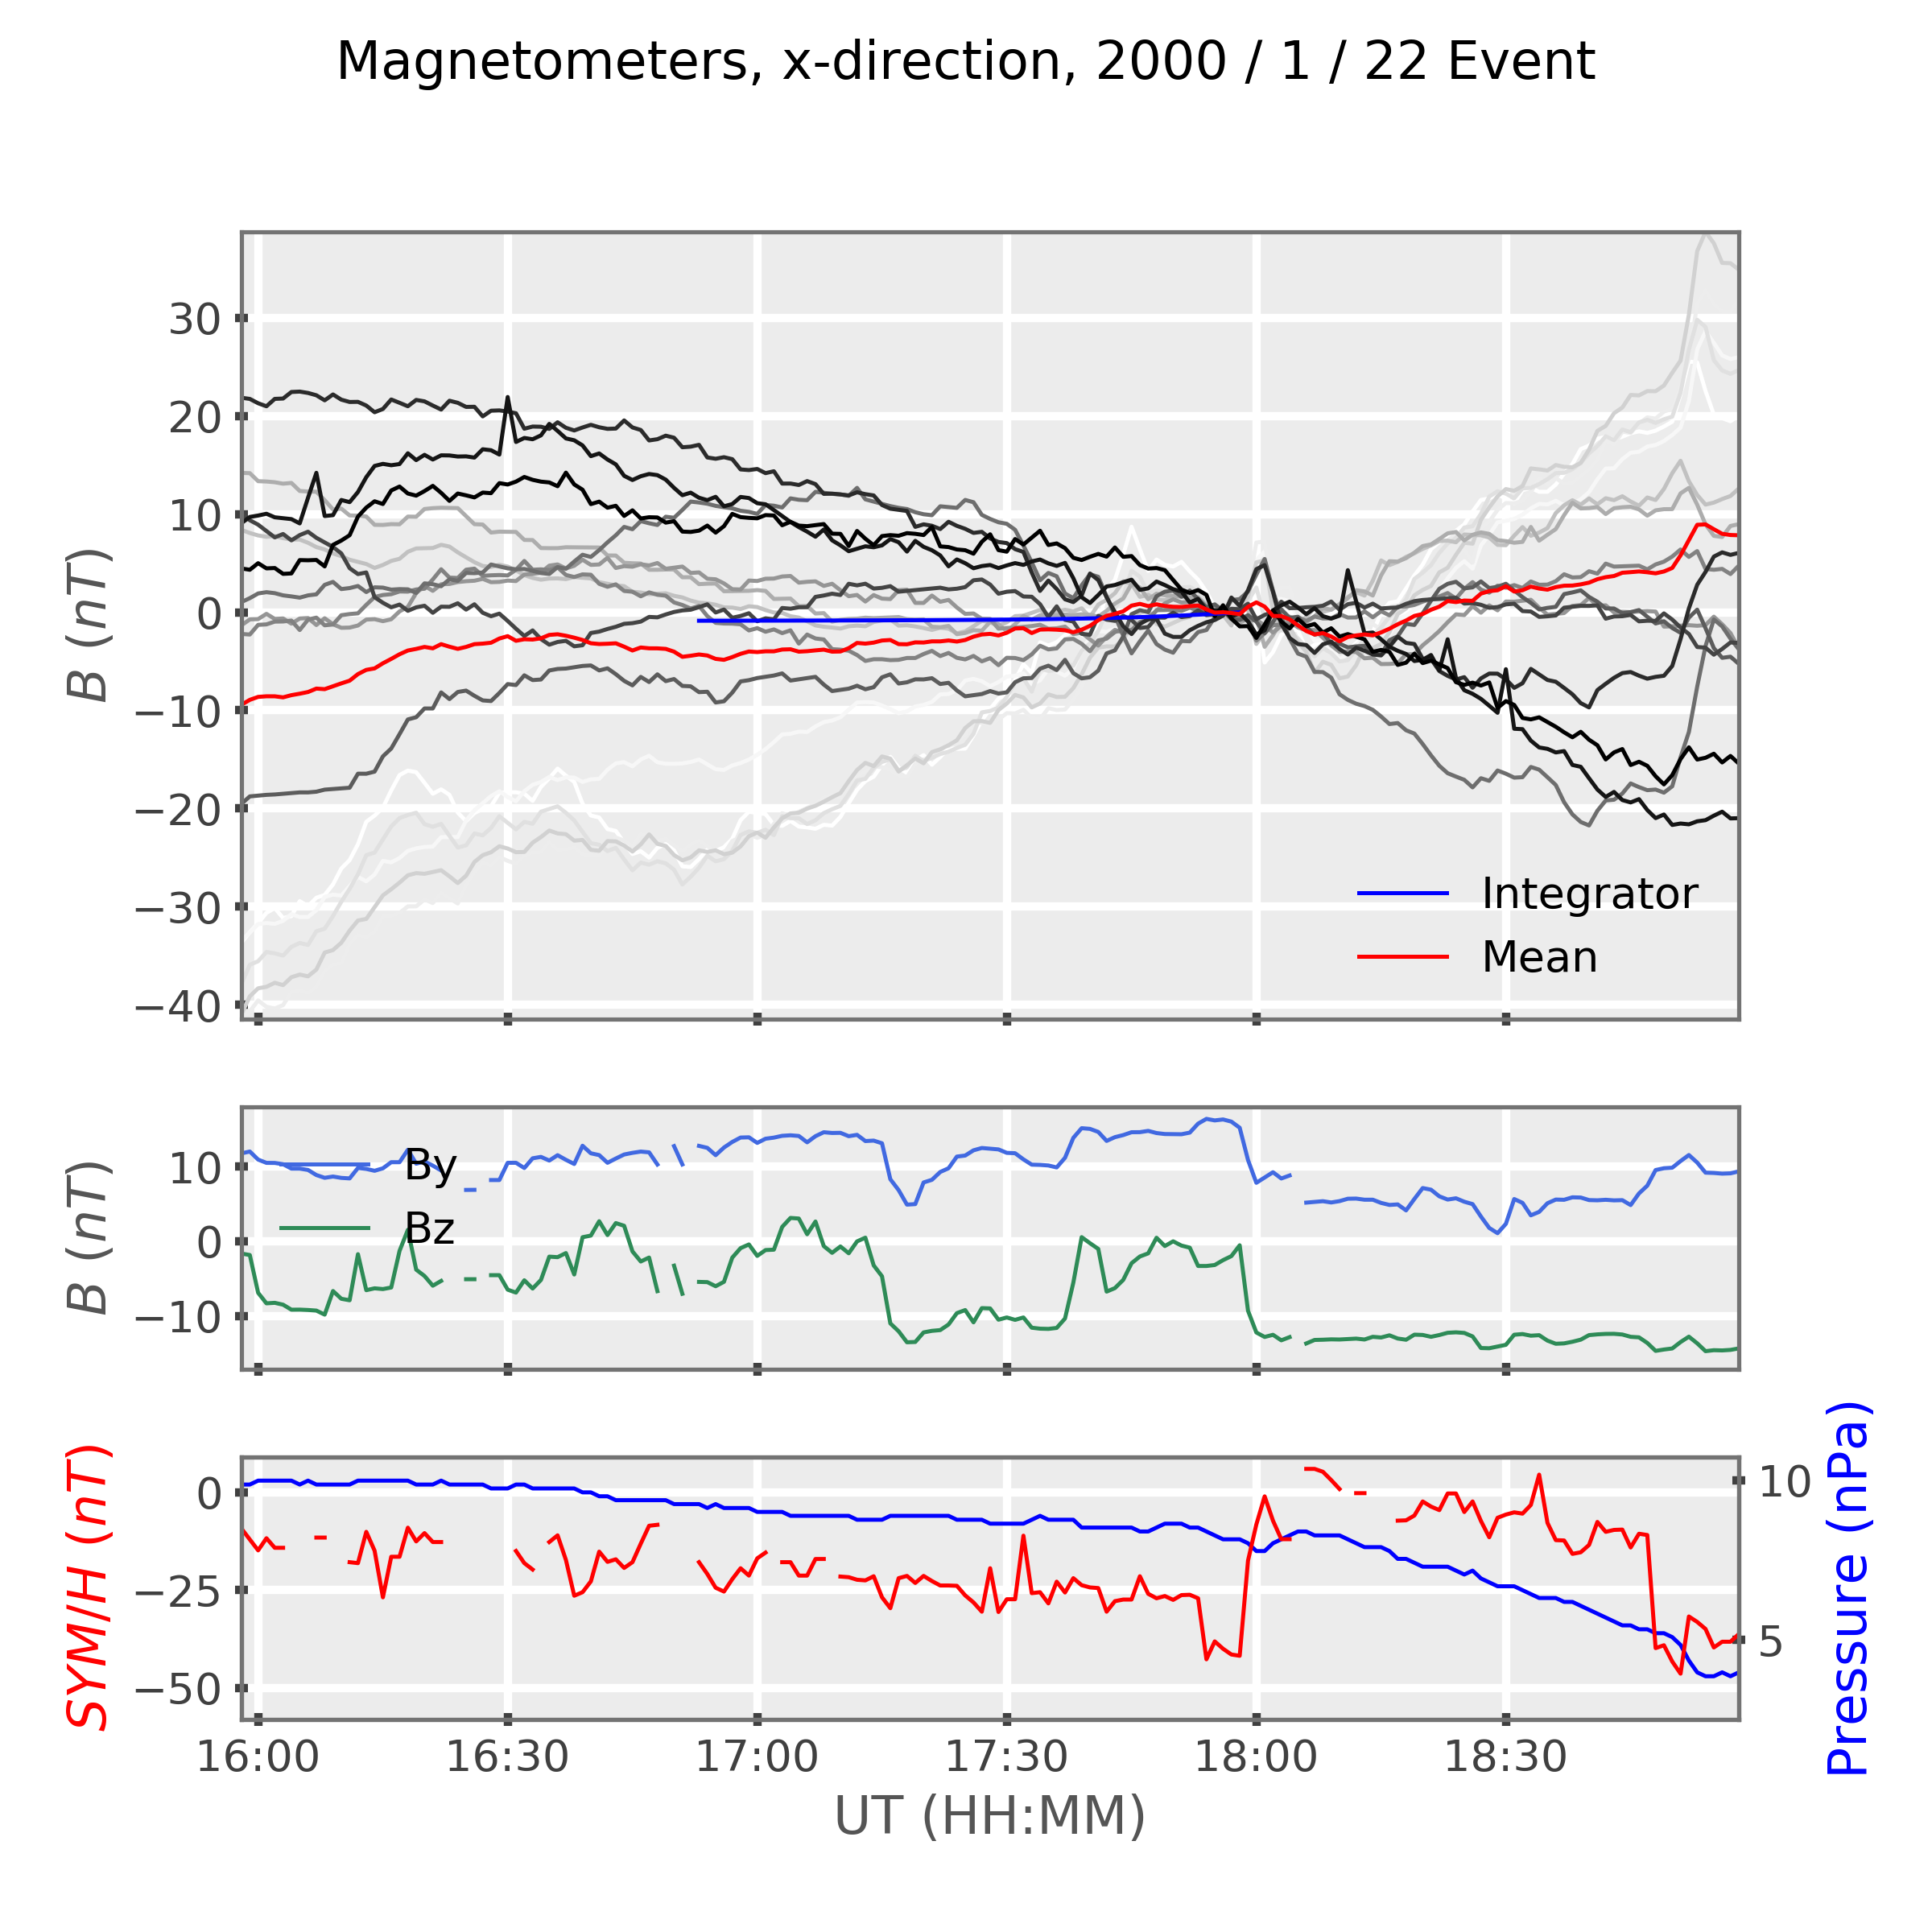 Magnetometers, x-direction, 2000 / 1 / 22 Event
B (nT)
30
20
10
0
−10
−20
−30
−40
Integrator
Mean
B (nT)
10
0
−10
By
Bz
SYM/H (nT)
0
−25
−50
10
5
Pressure (nPa)
16:00 16:30 17:00 17:30 18:00 18:30
UT (HH:MM)